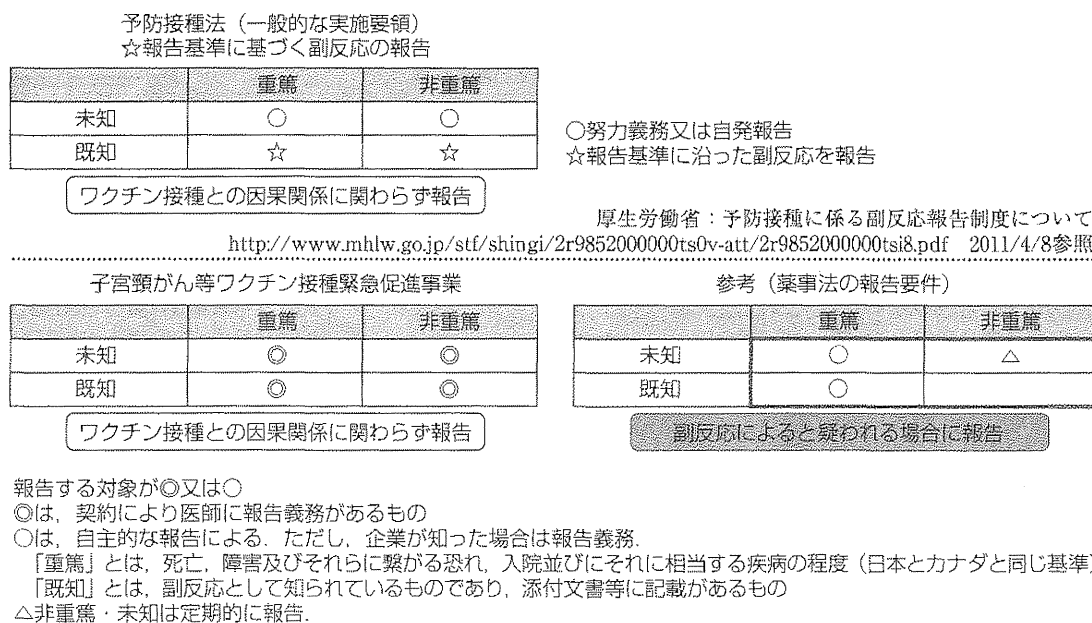 予防接種法（一般的な実施要領）
☆報告基準に基づく副反応の報告
重篤 非重篤
未知 ○ ○
既知 ☆ ☆
ワクチン接種との因果関係に関わらず報告
○努力義務又は自発報告
☆報告基準に沿った副反応を報告
厚生労働省：予防接種に係る副反応報告制度について
http://www.mhlw.go.jp/stf/shingi/2r9852000000ts0v-att/2r9852000000tsi8.pdf 2011/4/8参照
子宮頸がん等ワクチン接種緊急促進事業
重篤 非重篤
未知 ◎ ◎
既知 ◎ ◎
ワクチン接種との因果関係に関わらず報告
参考（薬事法の報告要件）
重篤 非重篤
未知 ○ △
既知 ○
副反応によると疑われる場合に報告
報告する対象が◎又は○
◎は，契約により医師に報告義務があるもの
○は，自主的な報告による．ただし，企業が知った場合は報告義務．
「重篤」とは，死亡，障害及びそれらに繋がる恐れ，入院並びにそれに相当する疾病の程度（日本とカナダと同じ基準）
「既知」とは，副反応として知られているものであり，添付文書等に記載があるもの
△非重篤・未知は定期的に報告．